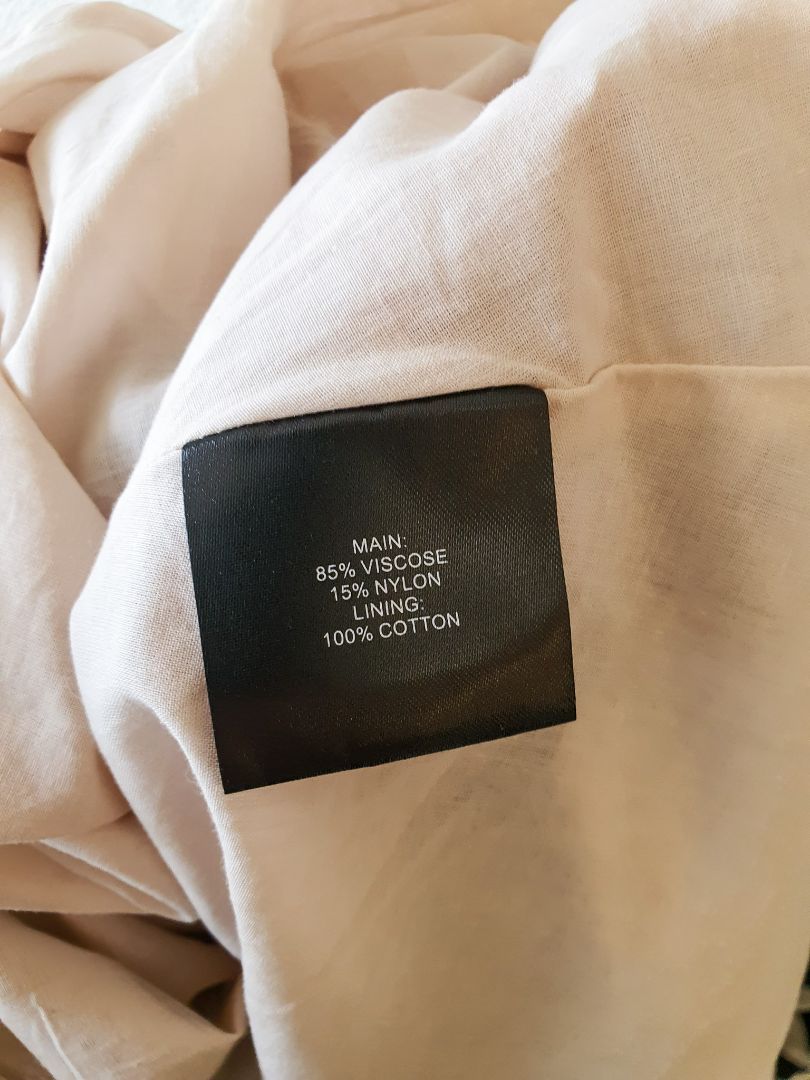 MAIN:
85% VISCOSE
15% NYLON
LINING:
100% COTTON